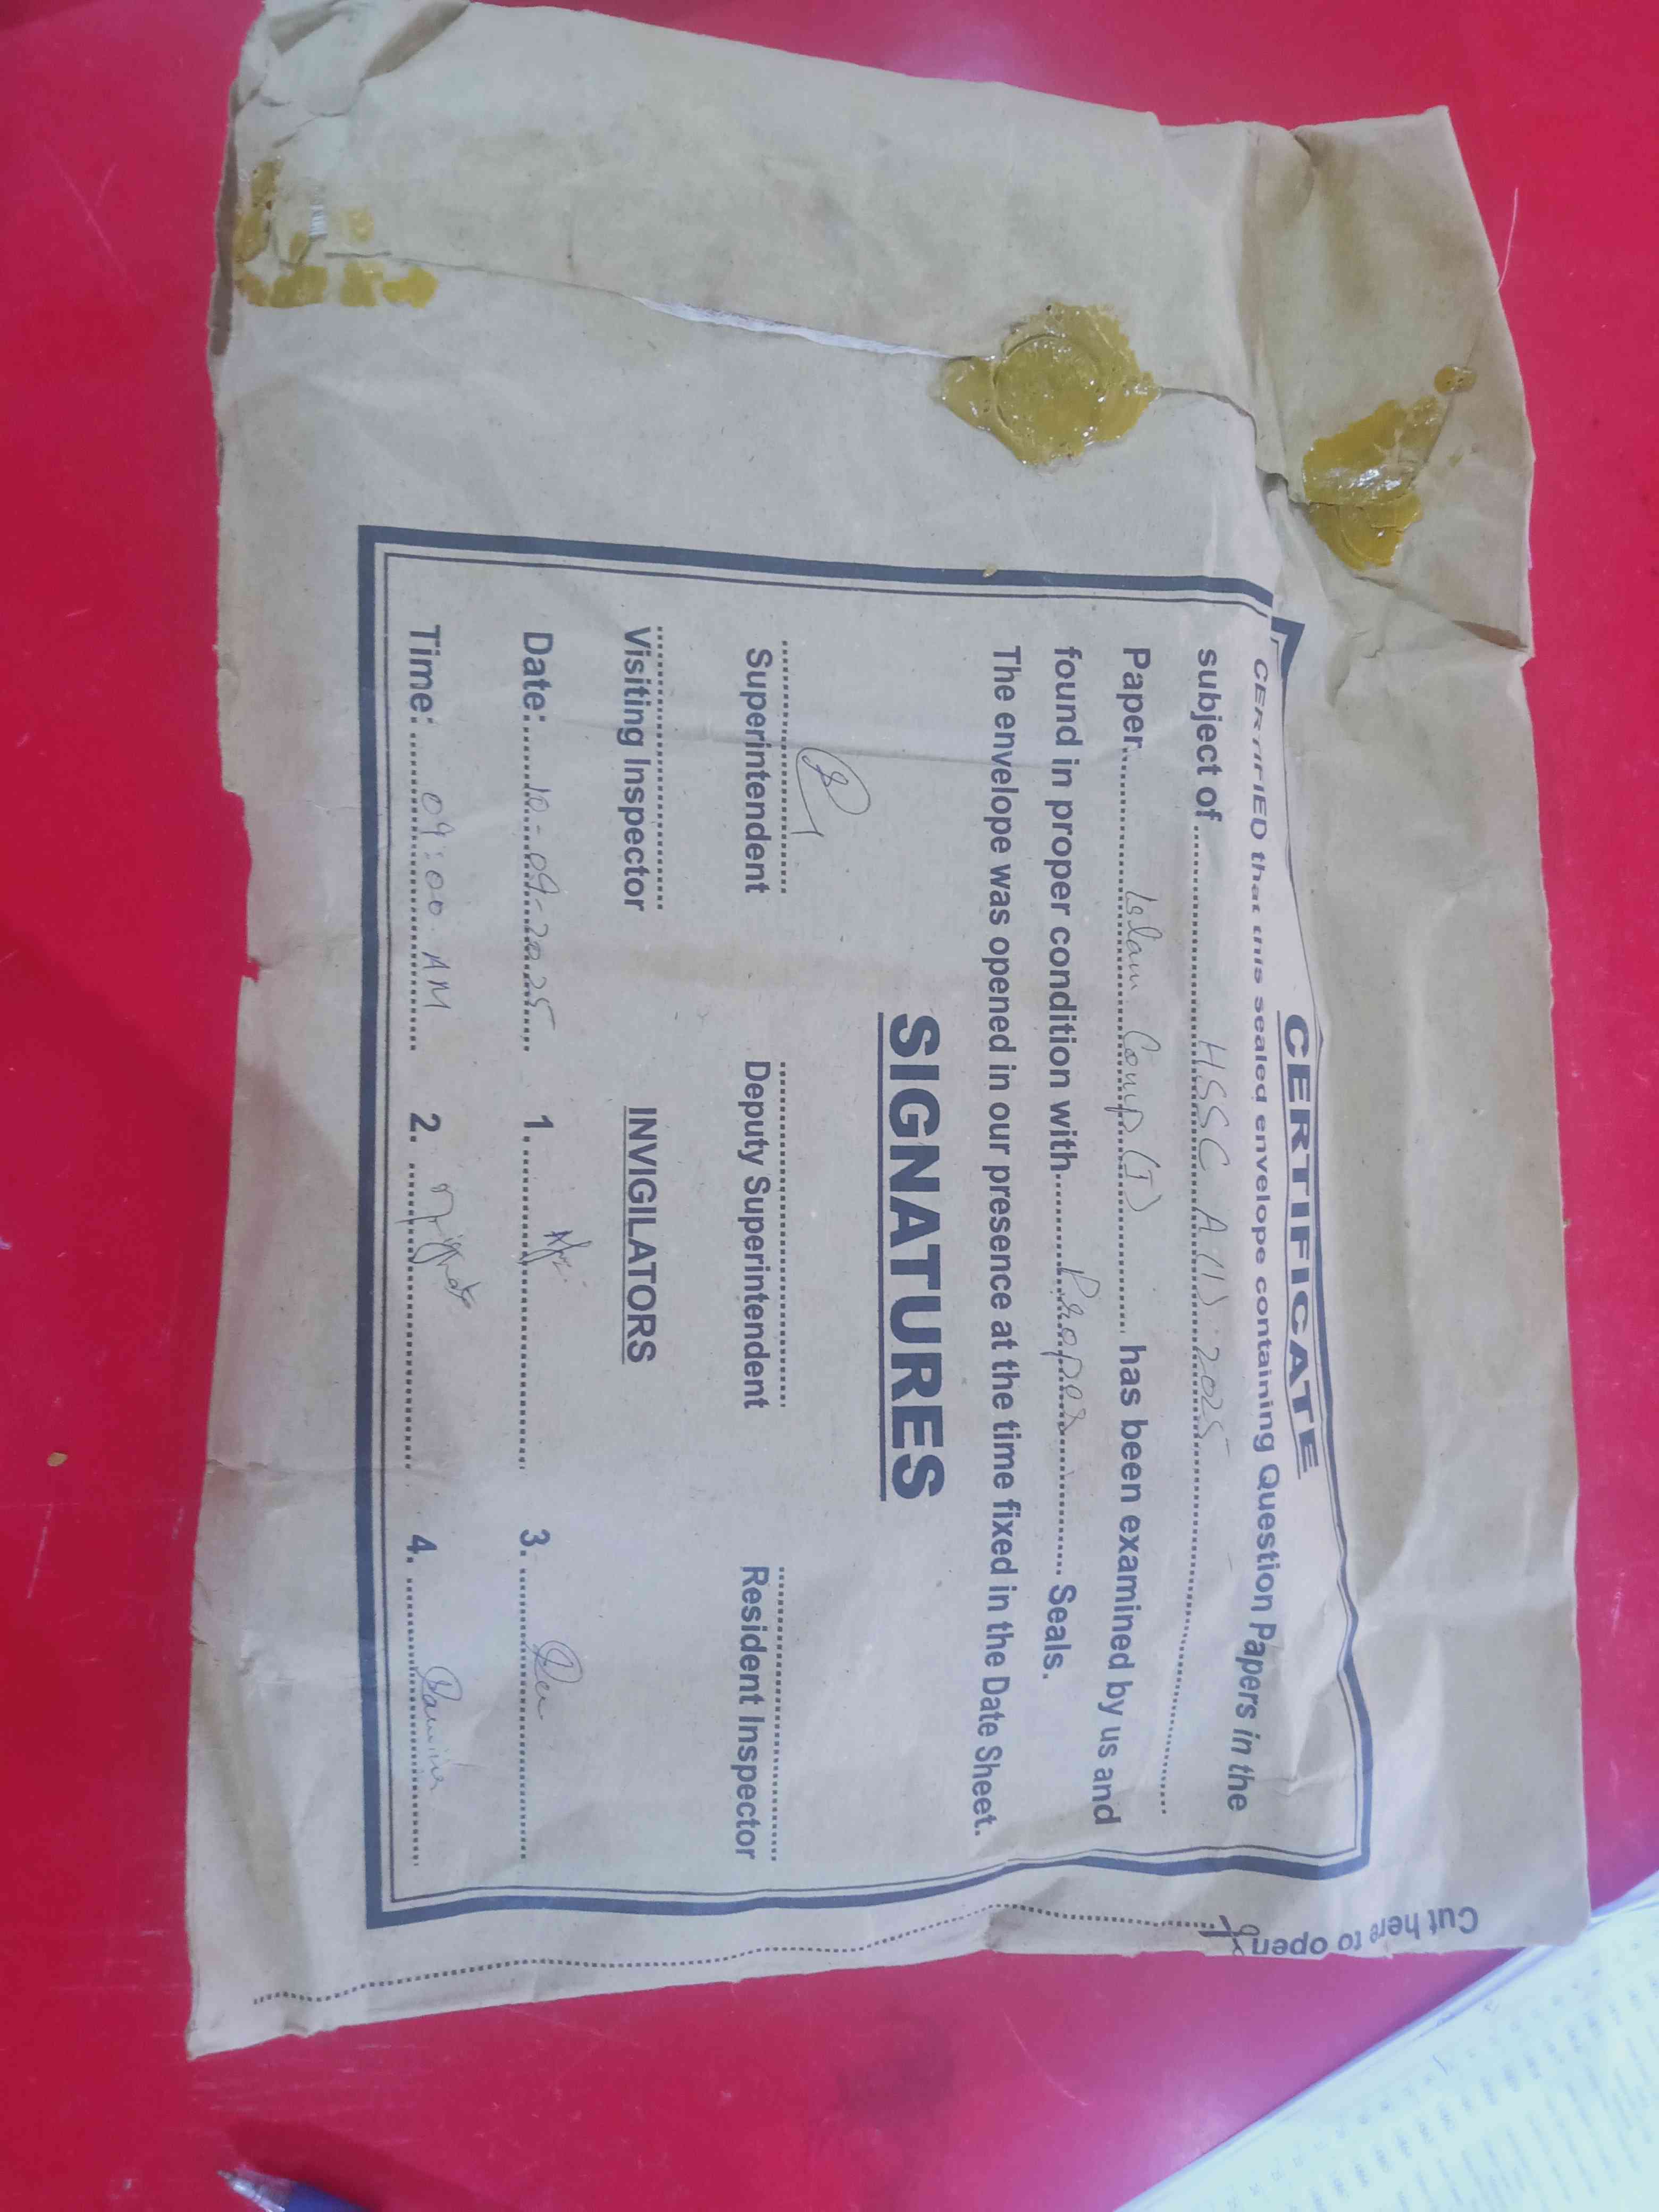 CERTIFICATE
CERTIFIED that this sealed envelope containing Question Papers in the
subject of HSSC A(II) 2025
Paper Islam Comp (I) has been examined by us and
found in proper condition with Proper Seals.
The envelope was opened in our presence at the time fixed in the Date Sheet.
SIGNATURES
Superintendent Deputy Superintendent Resident Inspector
Visiting Inspector INVIGILATORS
Date: 10-09-2025 1. 3.
Time: 09:00 AM 2. 4.
Cut here to open